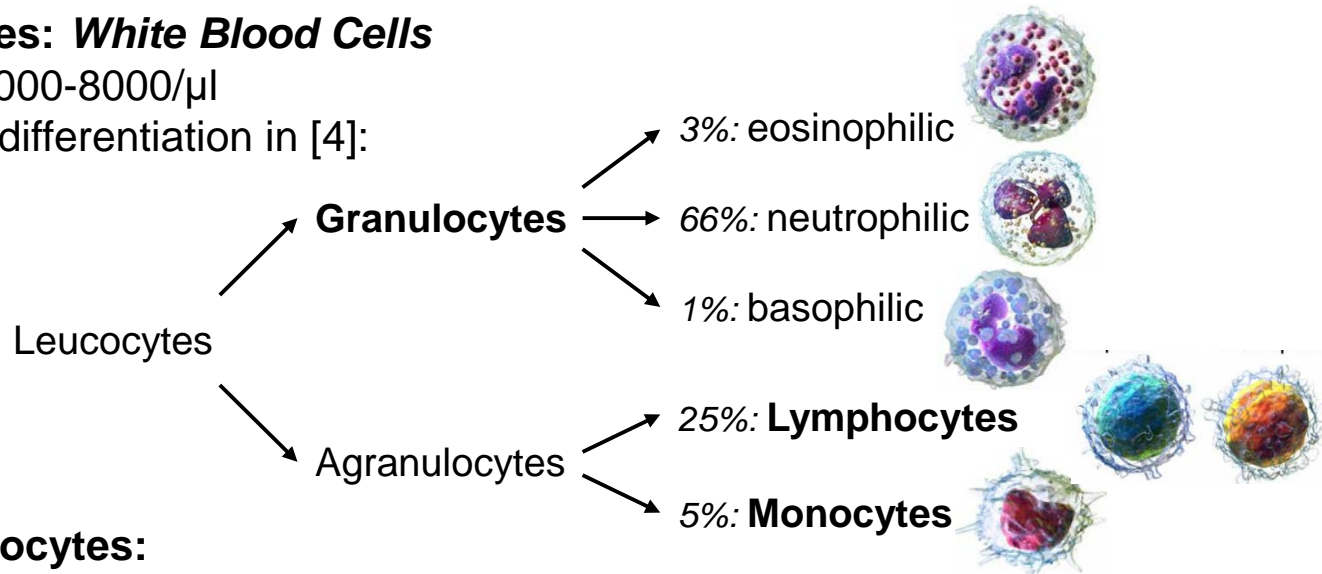 es: White Blood Cells
000-8000/µl
differentiation in [4]:
3%: eosinophilic
Granulocytes
66%: neutrophilic
1%: basophilic
Leucocytes
25%: Lymphocytes
Agranulocytes
5%: Monocytes
ocytes: